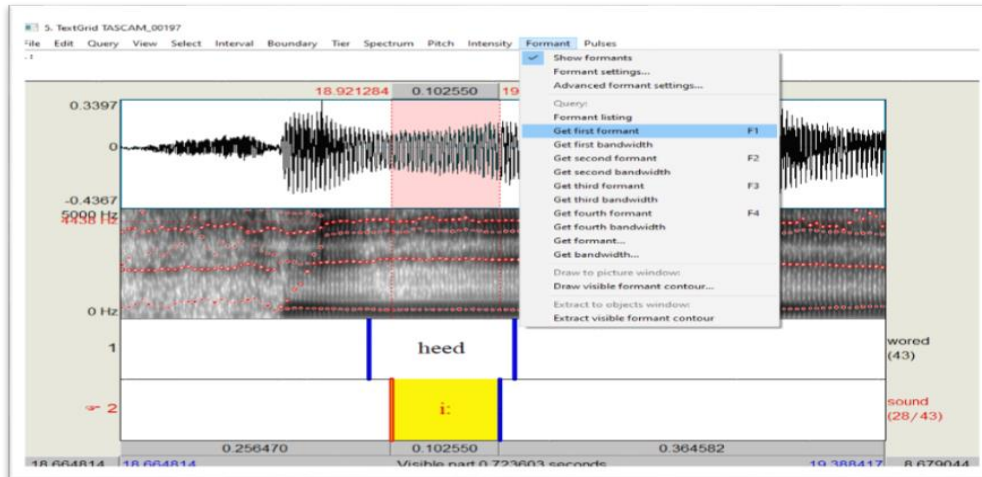 5. TextGrid TASCAM_00197
File Edit Query View Select Interval Boundary Tier Spectrum Pitch Intensity Formant Pulses
Show formants
Formant settings...
Advanced formant settings...
Query:
Formant listing
Get first formant F1
Get first bandwidth
Get second formant F2
Get second bandwidth
Get third formant F3
Get third bandwidth
Get fourth formant F4
Get fourth bandwidth
Get formant...
Get bandwidth...
Draw to picture window:
Draw visible formant contour...
Extract to objects window:
Extract visible formant contour
18.921284 0.102550 19
0.3397
0
-0.4367
5000 Hz
4438 Hz
0 Hz
1 heed wored
(43)
2 i: sound
(28/43)
0.256470 0.102550 0.364582
18.664814 18.664814 Visible part 0.723603 seconds 19.388417 8.679044